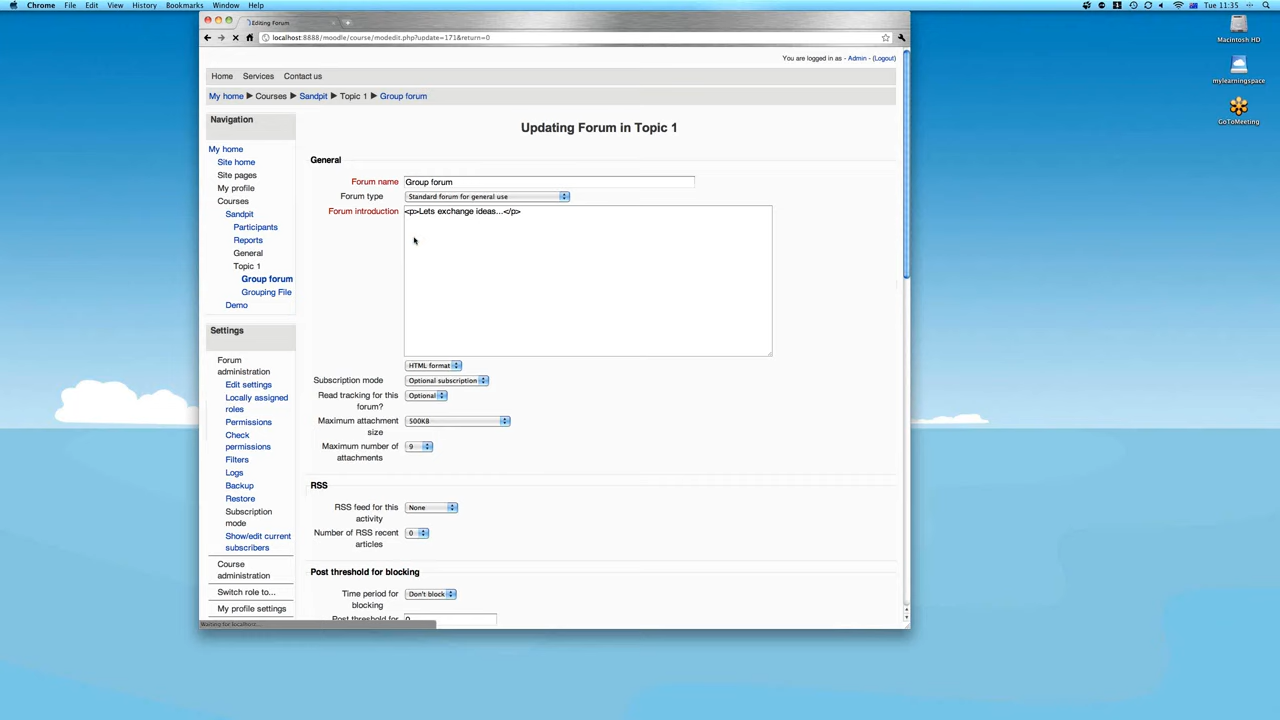 Chrome File Edit View History Bookmarks Window Help
Tue 11:35
Editing Forum
localhost:8888/moodle/course/modedit.php?update=171&return=0
Macintosh HD
mylearningspace
GoToMeeting
You are logged in as - Admin - (Logout)
Home Services Contact us
My home ▶ Courses ▶ Sandpit ▶ Topic 1 ▶ Group forum
Navigation
My home
Site home
Site pages
My profile
Courses
Sandpit
Participants
Reports
General
Topic 1
Group forum
Grouping File
Demo
Settings
Forum
administration
Edit settings
Locally assigned
roles
Permissions
Check
permissions
Filters
Logs
Backup
Restore
Subscription
mode
Show/edit current
subscribers
Course
administration
Switch role to...
My profile settings
Updating Forum in Topic 1
General
Forum name Group forum
Forum type Standard forum for general use
Forum introduction <p>Lets exchange ideas...</p>
HTML format
Subscription mode Optional subscription
Read tracking for this Optional
forum?
Maximum attachment 500KB
size
Maximum number of 9
attachments
RSS
RSS feed for this None
activity
Number of RSS recent 0
articles
Post threshold for blocking
Time period for Don't block
blocking
Post threshold for 0
Waiting for localhost...